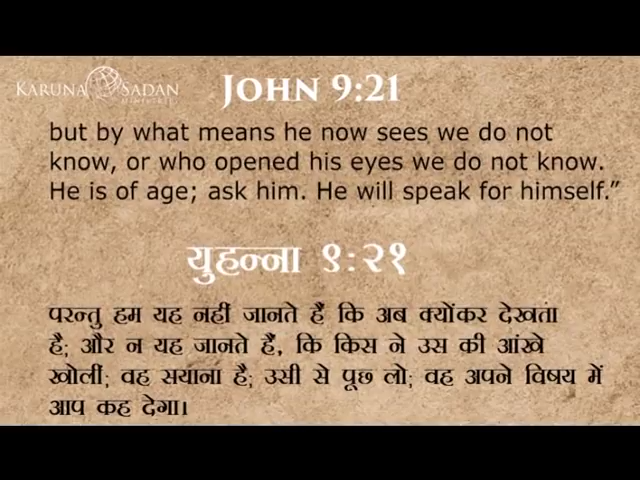 KARUNA SADAN
MINISTRIES
JOHN 9:21
but by what means he now sees we do not
know, or who opened his eyes we do not know.
He is of age; ask him. He will speak for himself.”
युहन्ना ९:२१
परन्तु हम यह नहीं जानते हैं कि अब क्योंकर देखता
है; और न यह जानते हैं, कि किस ने उस की आंखे
खोलीं; वह सयाना है; उसी से पूछ लो; वह अपने विषय में
आप कह देगा।